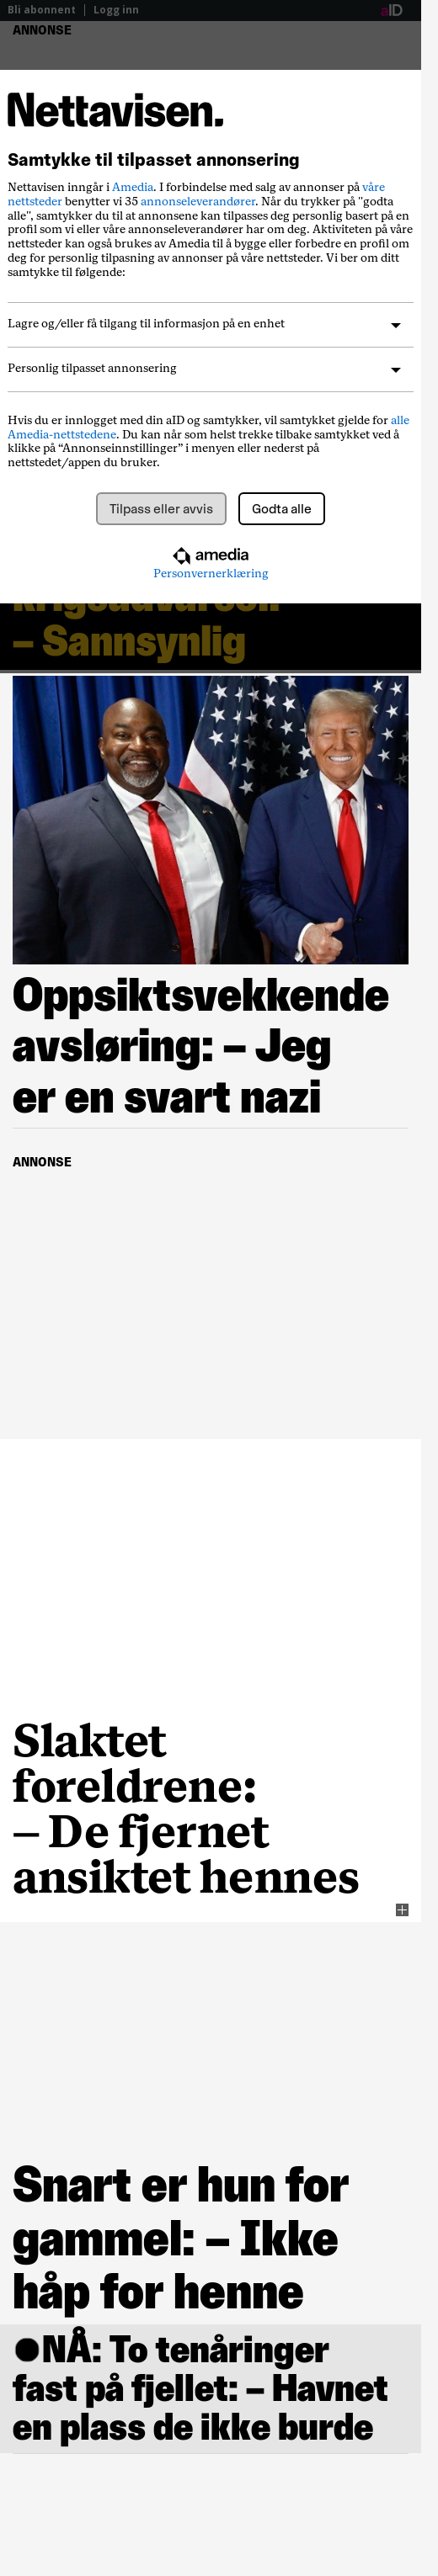 Bli abonnent | Logg inn
aID
ANNONSE
Nettavisen.
Samtykke til tilpasset annonsering
Nettavisen inngår i Amedia. I forbindelse med salg av annonser på våre
nettsteder benytter vi 35 annonseleverandører. Når du trykker på "godta
alle", samtykker du til at annonsene kan tilpasses deg personlig basert på en
profil som vi eller våre annonseleverandører har om deg. Aktiviteten på våre
nettsteder kan også brukes av Amedia til å bygge eller forbedre en profil om
deg for personlig tilpasning av annonser på våre nettsteder. Vi ber om ditt
samtykke til følgende:
Lagre og/eller få tilgang til informasjon på en enhet
Personlig tilpasset annonsering
Hvis du er innlogget med din aID og samtykker, vil samtykket gjelde for alle
Amedia-nettstedene. Du kan når som helst trekke tilbake samtykket ved å
klikke på “Annonseinnstillinger” i menyen eller nederst på
nettstedet/appen du bruker.
Tilpass eller avvis
Godta alle
amedia
Personvernerklæring
– Sannsynlig
Oppsiktsvekkende
avsløring: – Jeg
er en svart nazi
ANNONSE
Slaktet
foreldrene:
– De fjernet
ansiktet hennes
Snart er hun for
gammel: – Ikke
håp for henne
NÅ: To tenåringer
fast på fjellet: – Havnet
en plass de ikke burde